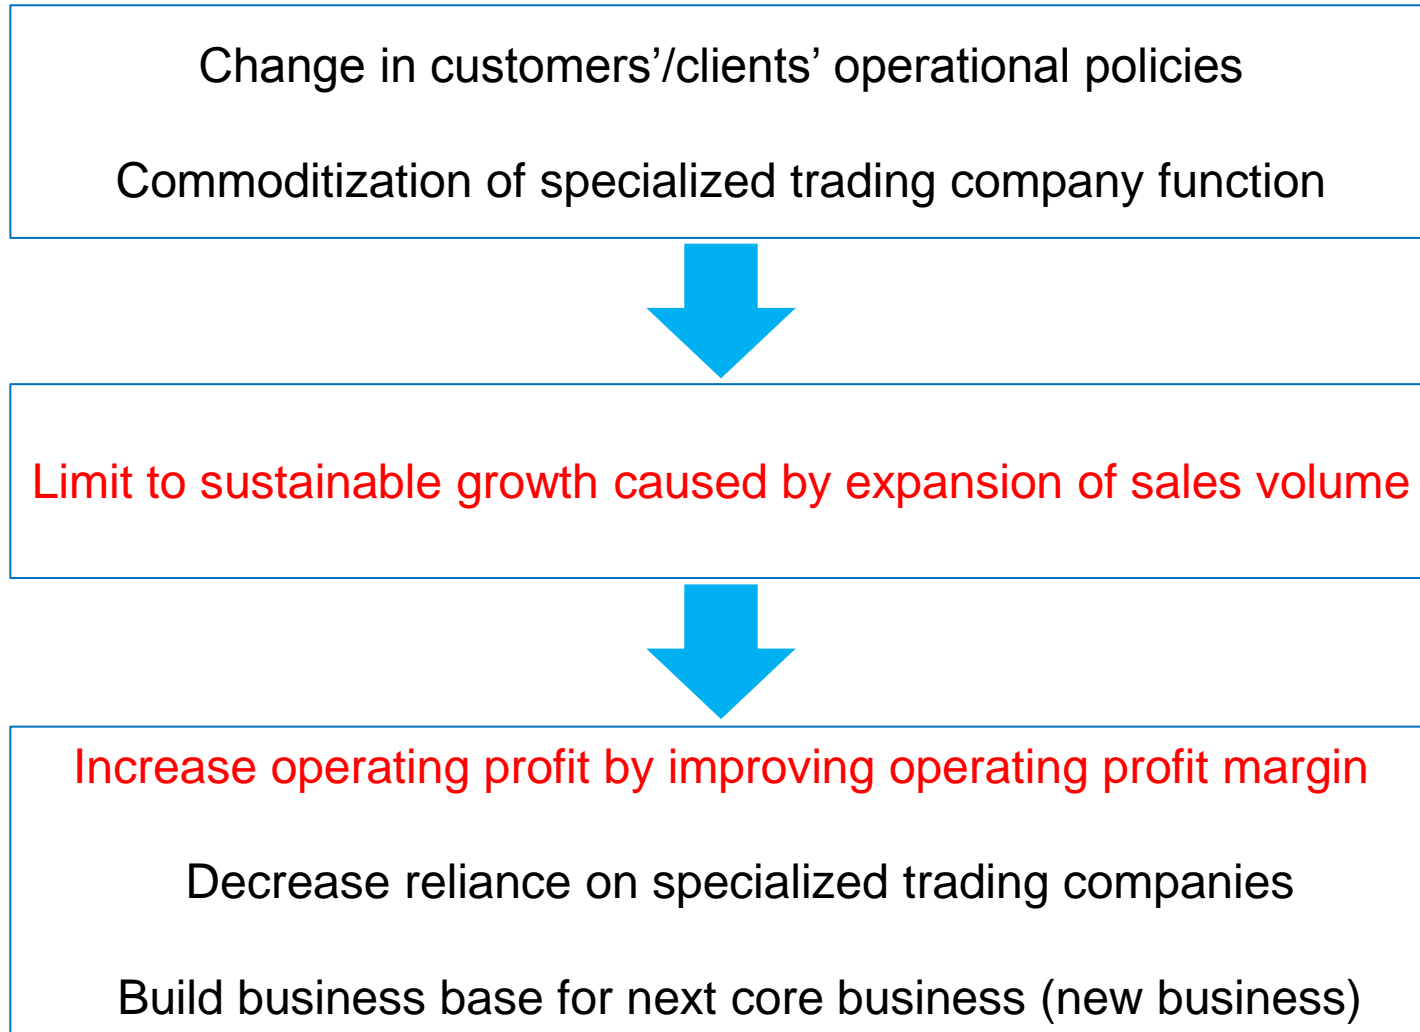 Change in customers’/clients’ operational policies
Commoditization of specialized trading company function
Limit to sustainable growth caused by expansion of sales volume
Increase operating profit by improving operating profit margin
Decrease reliance on specialized trading companies
Build business base for next core business (new business)